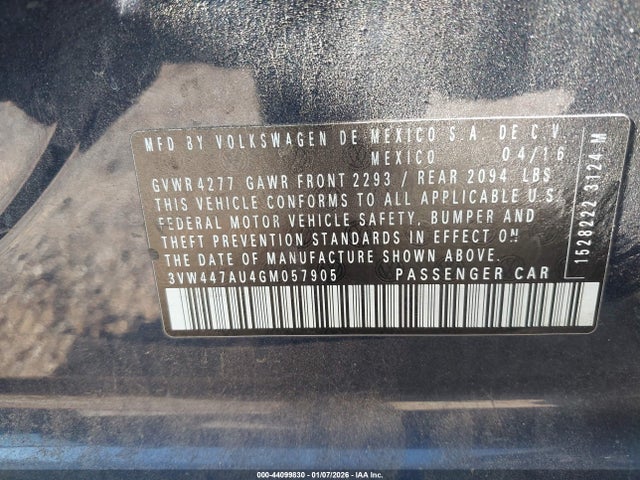 MFD BY VOLKSWAGEN DE MEXICO S.A. DE C.V.
MEXICO 04/16
GVWR 4277 GAWR FRONT 2293 / REAR 2094 LBS
THIS VEHICLE CONFORMS TO ALL APPLICABLE U.S.
FEDERAL MOTOR VEHICLE SAFETY, BUMPER AND
THEFT PREVENTION STANDARDS IN EFFECT ON
THE DATE OF MANUFACTURE SHOWN ABOVE.
3VW447AU4GM057905 PASSENGER CAR
1528222 3124 M
000-44099830 - 01/07/2026 - IAA Inc.